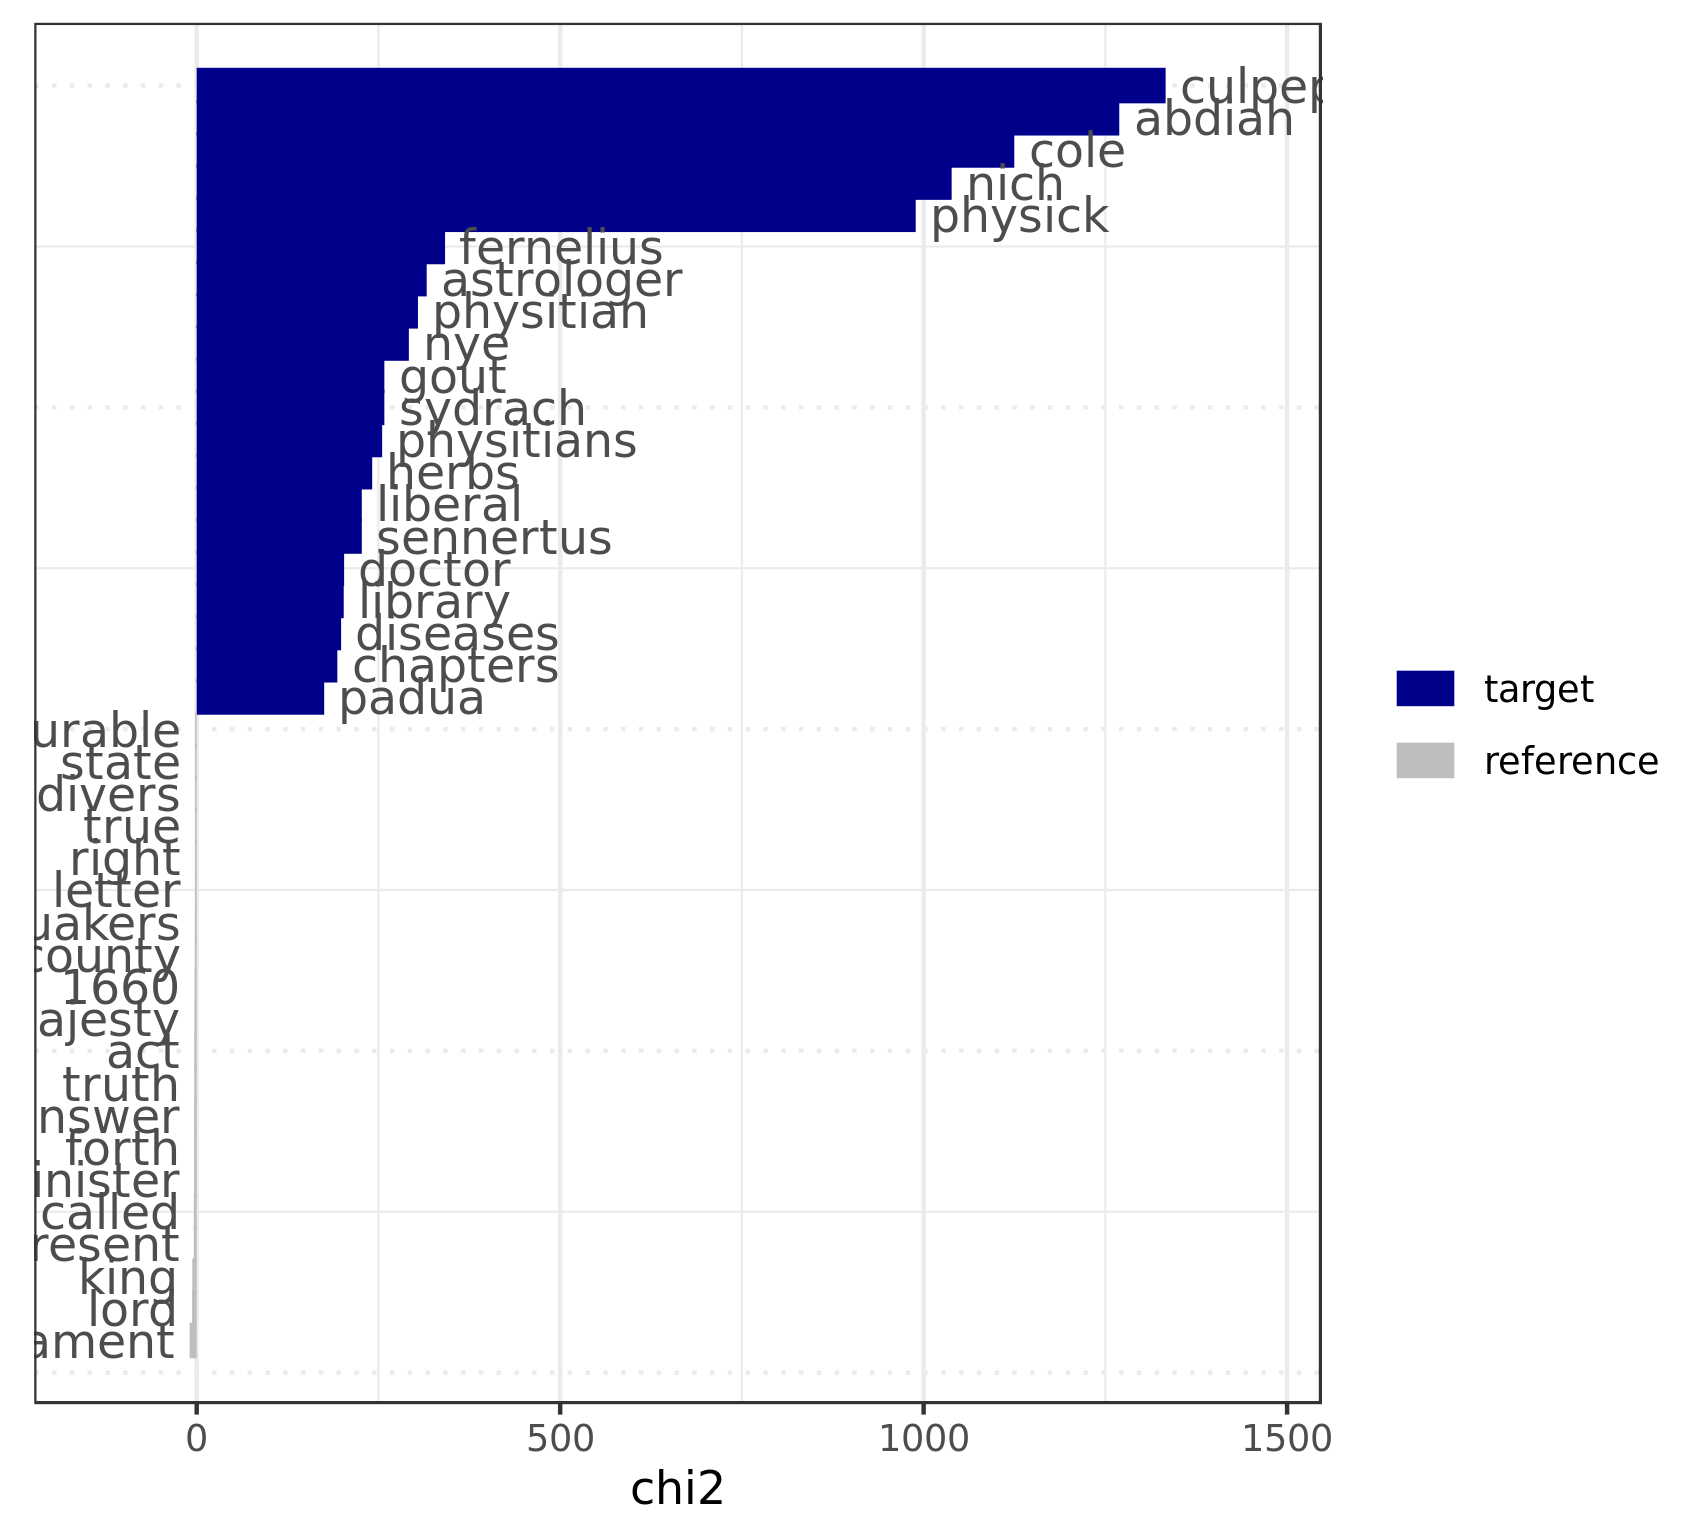 culpep
abdiah
cole
nich
physick
fernelius
astrologer
physitian
nye
gout
sydrach
physitians
herbs
liberal
sennertus
doctor
library
diseases
chapters
padua
urable
state
divers
true
right
letter
uakers
county
1660
ajesty
act
truth
nswer
forth
inister
called
resent
king
lord
ament
target
reference
0 500 1000 1500
chi2